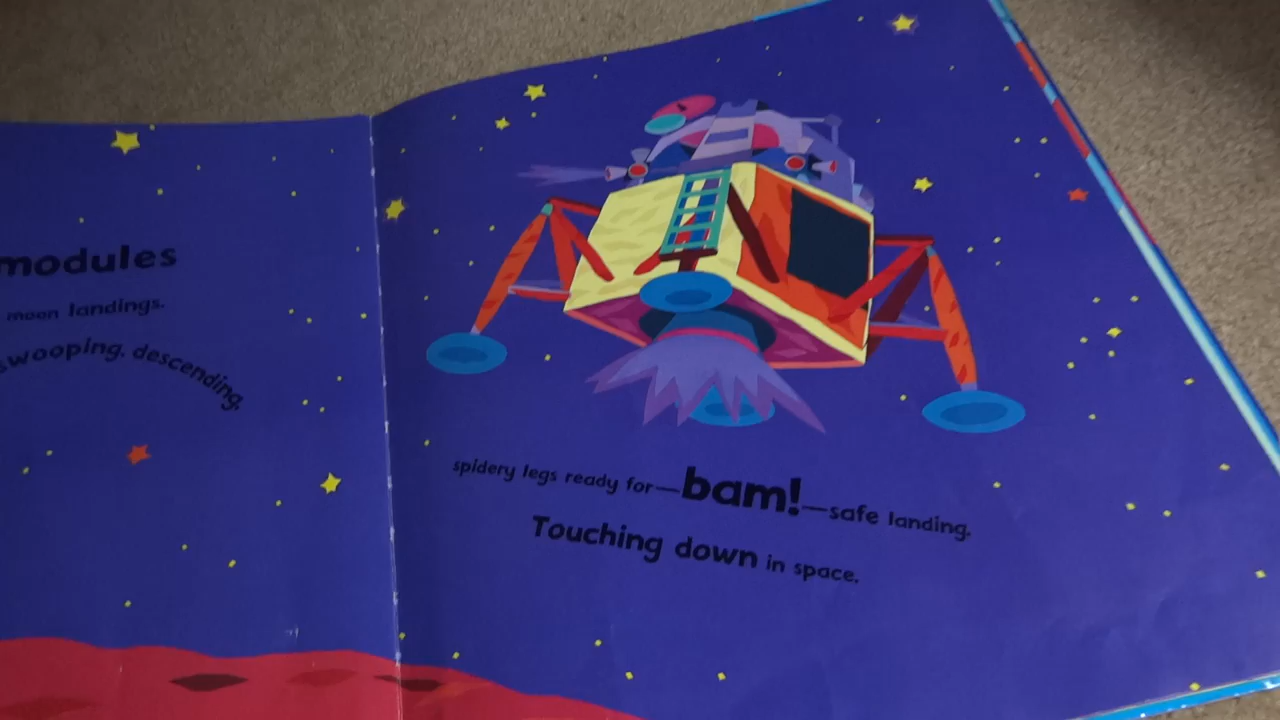 modules
moon landings.
swooping, descending,
spidery legs ready for—bam!—safe landing.
Touching down in space.